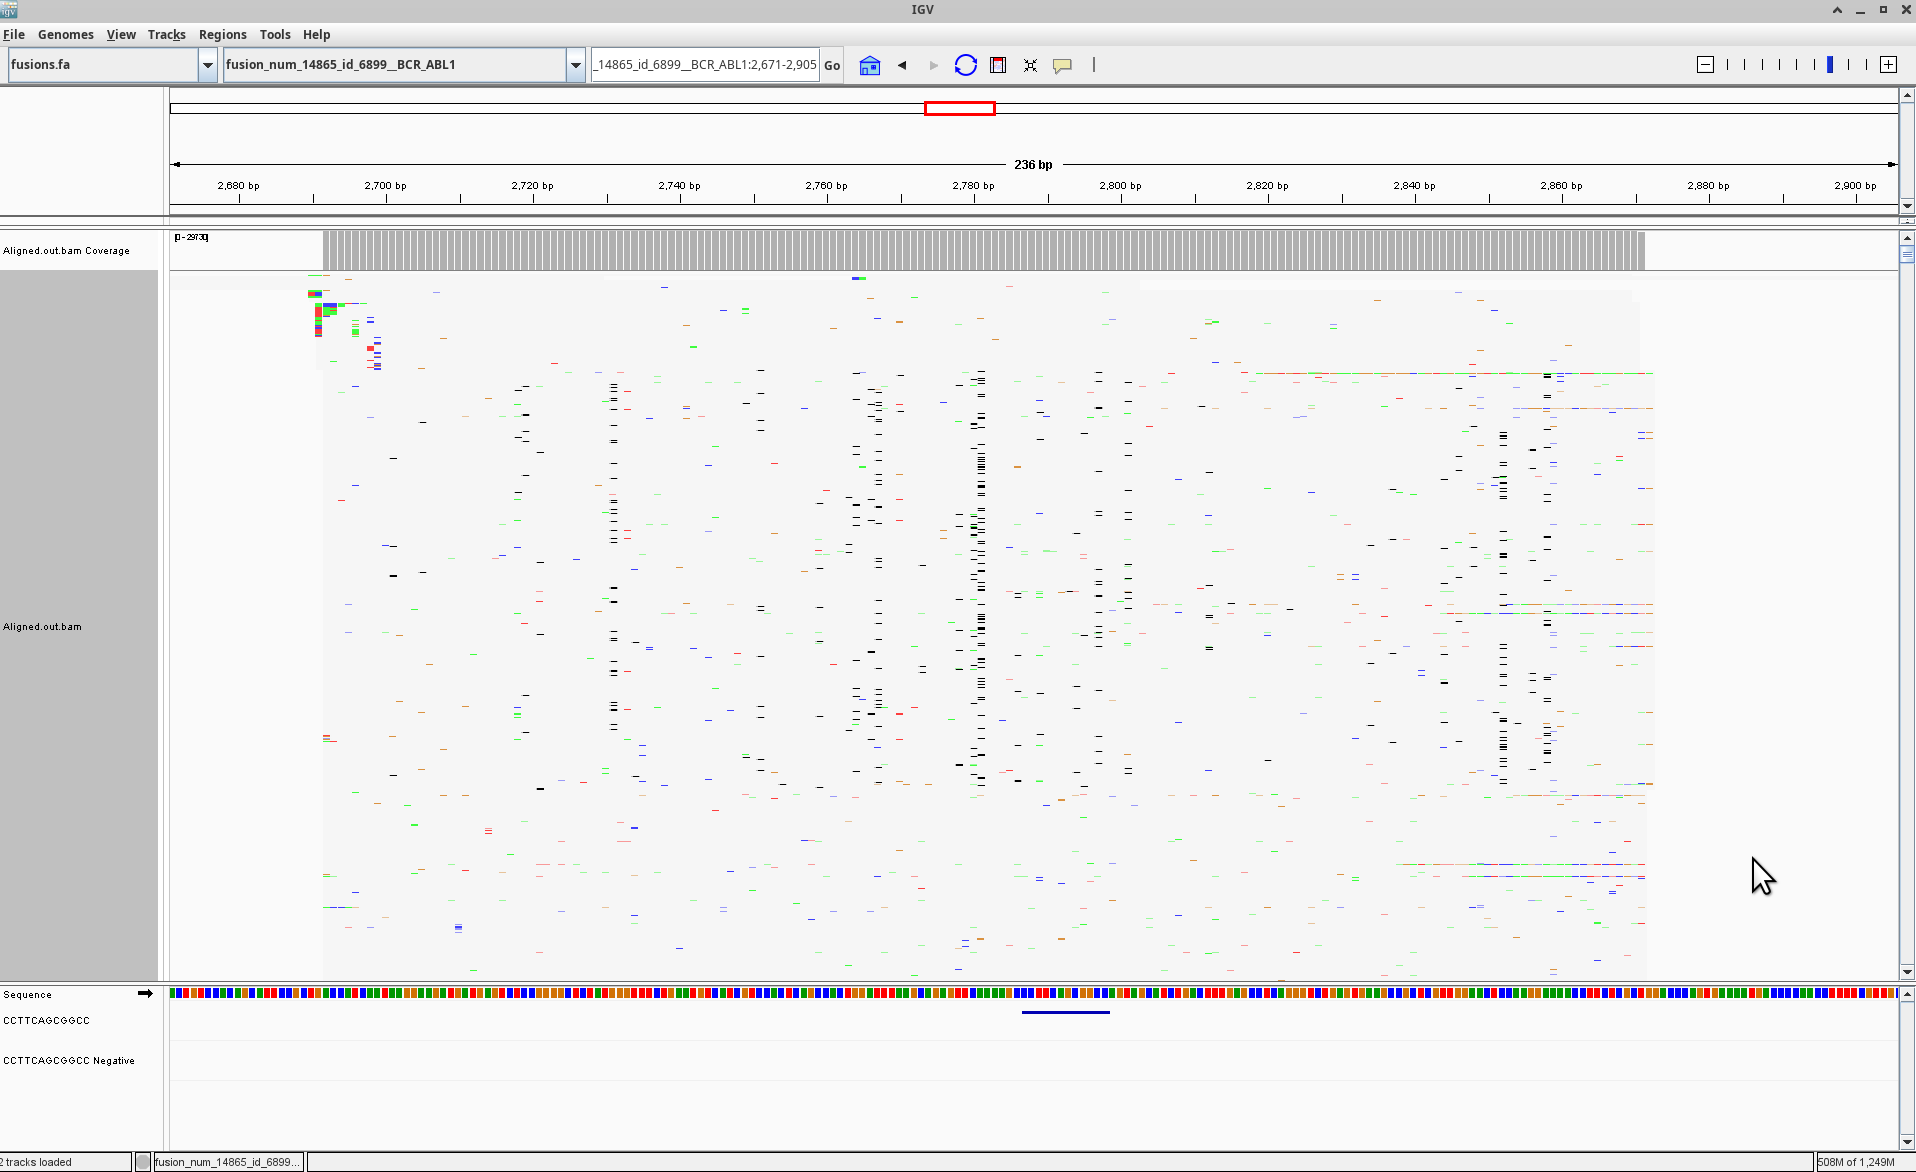 IGV
File Genomes View Tracks Regions Tools Help
fusions.fa fusion_num_14865_id_6899__BCR_ABL1 _14865_id_6899__BCR_ABL1:2,671-2,905 Go
236 bp
2,680 bp 2,700 bp 2,720 bp 2,740 bp 2,760 bp 2,780 bp 2,800 bp 2,820 bp 2,840 bp 2,860 bp 2,880 bp 2,900 bp
[0 - 29730]
Aligned.out.bam Coverage
Aligned.out.bam
Sequence
CCTTCAGCGGCC
CCTTCAGCGGCC Negative
2 tracks loaded fusion_num_14865_id_6899... 508M of 1,249M